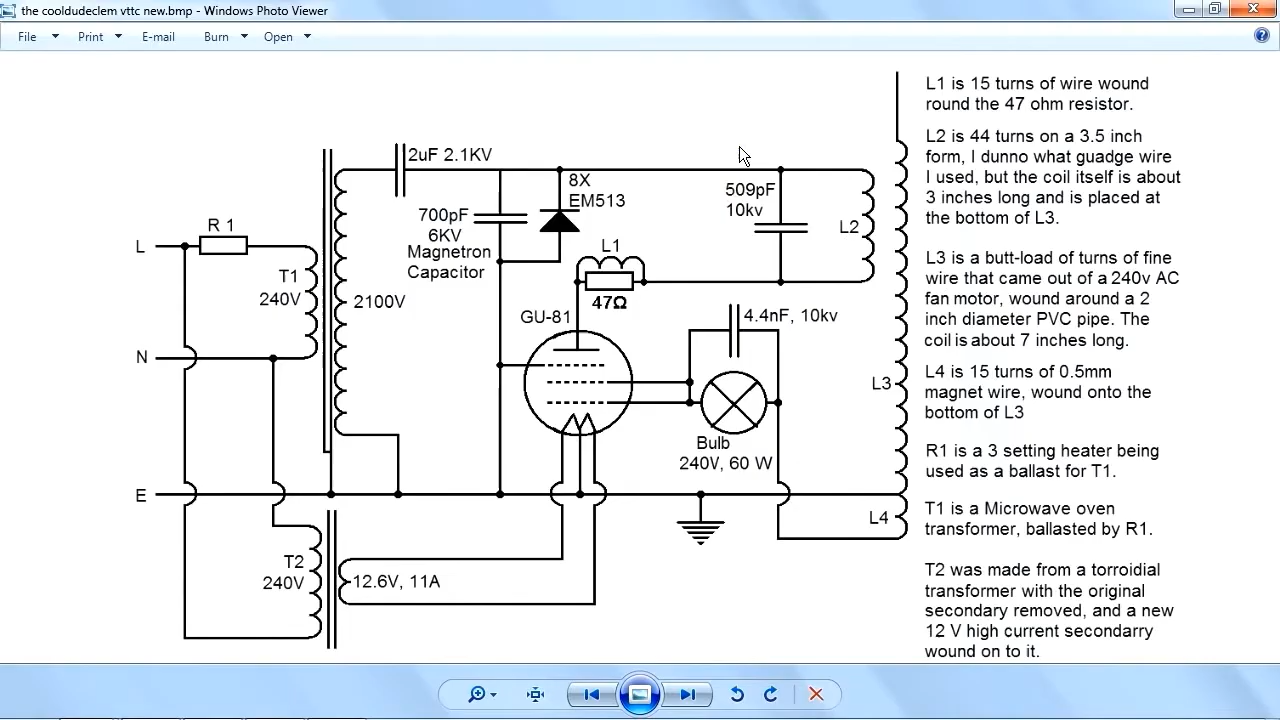 the cooldudeclem vttc new.bmp - Windows Photo Viewer
File Print E-mail Burn Open
2uF 2.1KV
8X
EM513
700pF
6KV
Magnetron
Capacitor
509pF
10kv
L2
L1
47Ω
R 1
L
T1
240V
2100V
GU-81
4.4nF, 10kv
N
L3
Bulb
240V, 60 W
E
L4
T2
240V
12.6V, 11A
L1 is 15 turns of wire wound
round the 47 ohm resistor.
L2 is 44 turns on a 3.5 inch
form, I dunno what guadge wire
I used, but the coil itself is about
3 inches long and is placed at
the bottom of L3.
L3 is a butt-load of turns of fine
wire that came out of a 240v AC
fan motor, wound around a 2
inch diameter PVC pipe. The
coil is about 7 inches long.
L4 is 15 turns of 0.5mm
magnet wire, wound onto the
bottom of L3
R1 is a 3 setting heater being
used as a ballast for T1.
T1 is a Microwave oven
transformer, ballasted by R1.
T2 was made from a torroidial
transformer with the original
secondary removed, and a new
12 V high current secondarry
wound on to it.